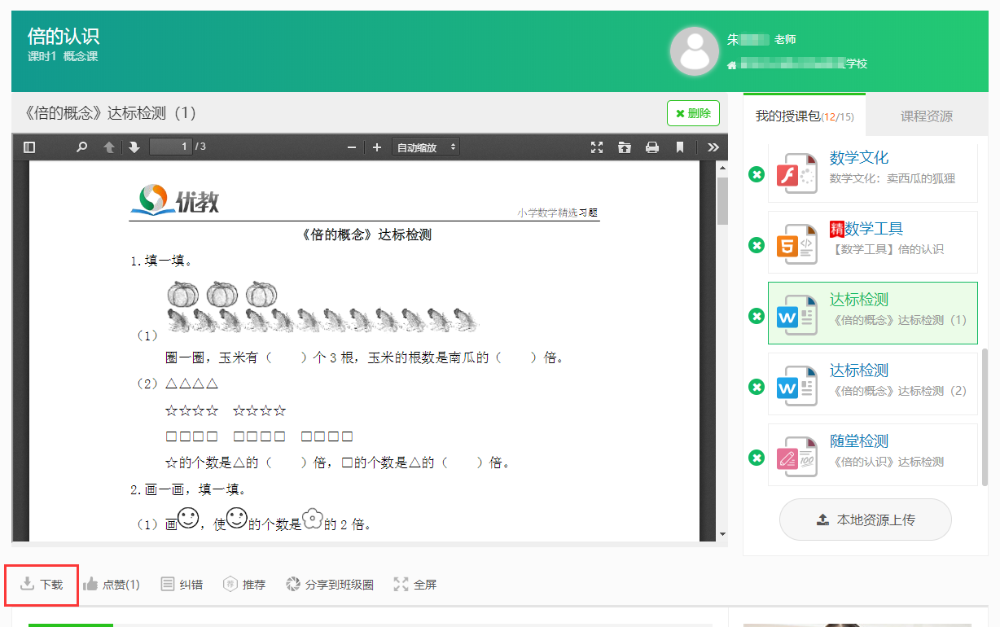 倍的认识
课时1 概念课
朱 老师
学校
《倍的概念》达标检测（1）
删除
1 / 3
自动缩放
优教
小学数学精选习题
《倍的概念》达标检测
1.填一填。
（1）
圈一圈，玉米有（ ）个 3 根，玉米的根数是南瓜的（ ）倍。
（2）△△△△
☆☆☆☆ ☆☆☆☆
□□□□ □□□□ □□□□
☆的个数是△的（ ）倍，□的个数是△的（ ）倍。
2.画一画，填一填。
（1）画，使的个数是的 2 倍。
我的授课包(12/15)
课程资源
数学文化
数学文化：卖西瓜的狐狸
精数学工具
【数学工具】倍的认识
达标检测
《倍的概念》达标检测（1）
达标检测
《倍的概念》达标检测（2）
随堂检测
《倍的认识》达标检测
本地资源上传
下载
点赞(1)
纠错
荐 推荐
分享到班级圈
全屏